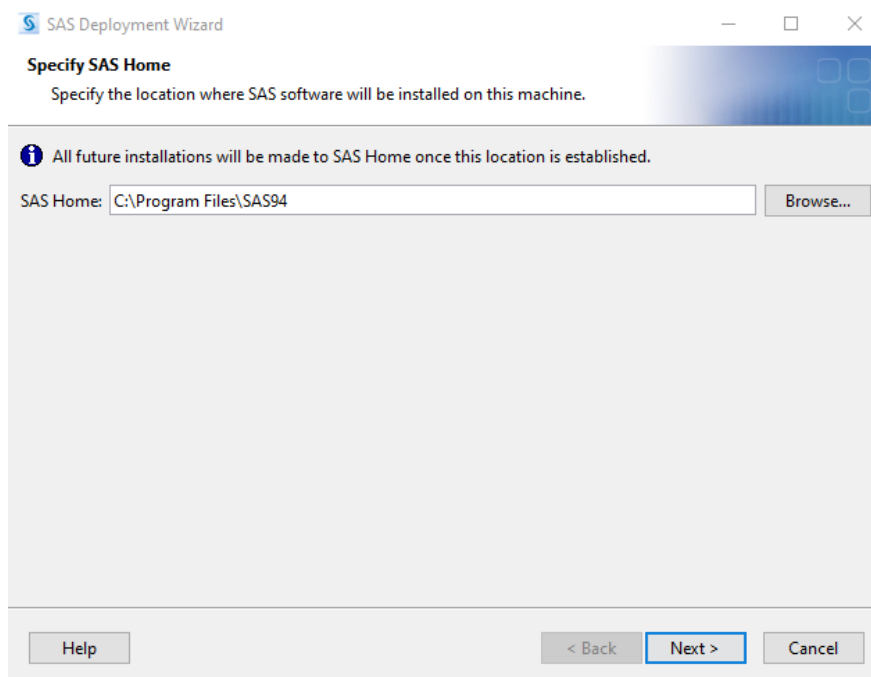 SAS Deployment Wizard
Specify SAS Home
Specify the location where SAS software will be installed on this machine.
All future installations will be made to SAS Home once this location is established.
SAS Home: C:\Program Files\SAS94 Browse...
Help < Back Next > Cancel